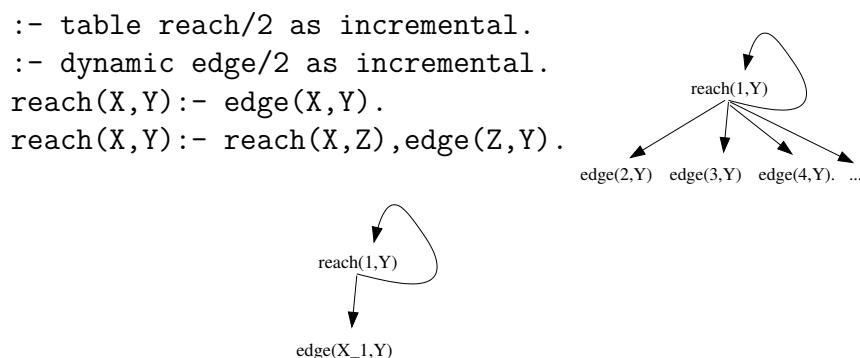 :- table reach/2 as incremental.
:- dynamic edge/2 as incremental.
reach(X,Y):- edge(X,Y).
reach(X,Y):- reach(X,Z),edge(Z,Y).
reach(1,Y)
edge(2,Y) edge(3,Y) edge(4,Y). ...
reach(1,Y)
edge(X_1,Y)